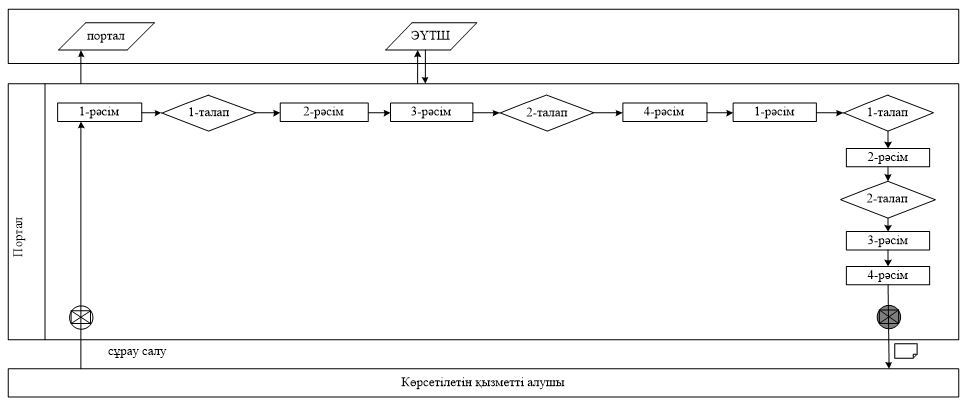 портал
ЭҮТШ
Портал
1-рәсім
1-талап
2-рәсім
3-рәсім
2-талап
4-рәсім
1-рәсім
1-талап
2-рәсім
2-талап
3-рәсім
4-рәсім
сұрау салу
Көрсетілетін қызметті алушы